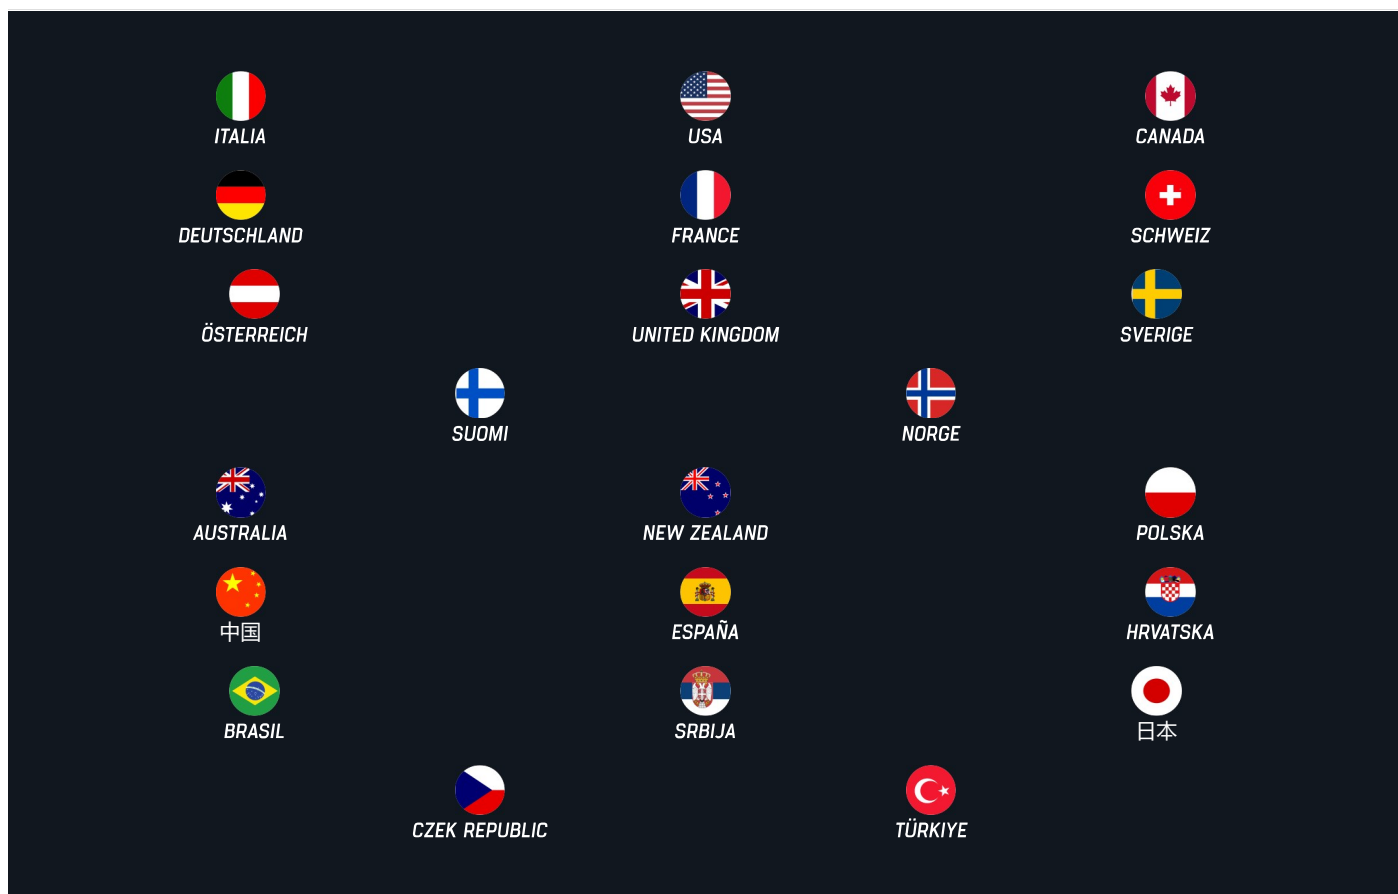 ITALIA
USA
CANADA
DEUTSCHLAND
FRANCE
SCHWEIZ
ÖSTERREICH
UNITED KINGDOM
SVERIGE
SUOMI
NORGE
AUSTRALIA
NEW ZEALAND
POLSKA
中国
ESPAÑA
HRVATSKA
BRASIL
SRBIJA
日本
CZEK REPUBLIC
TÜRKIYE